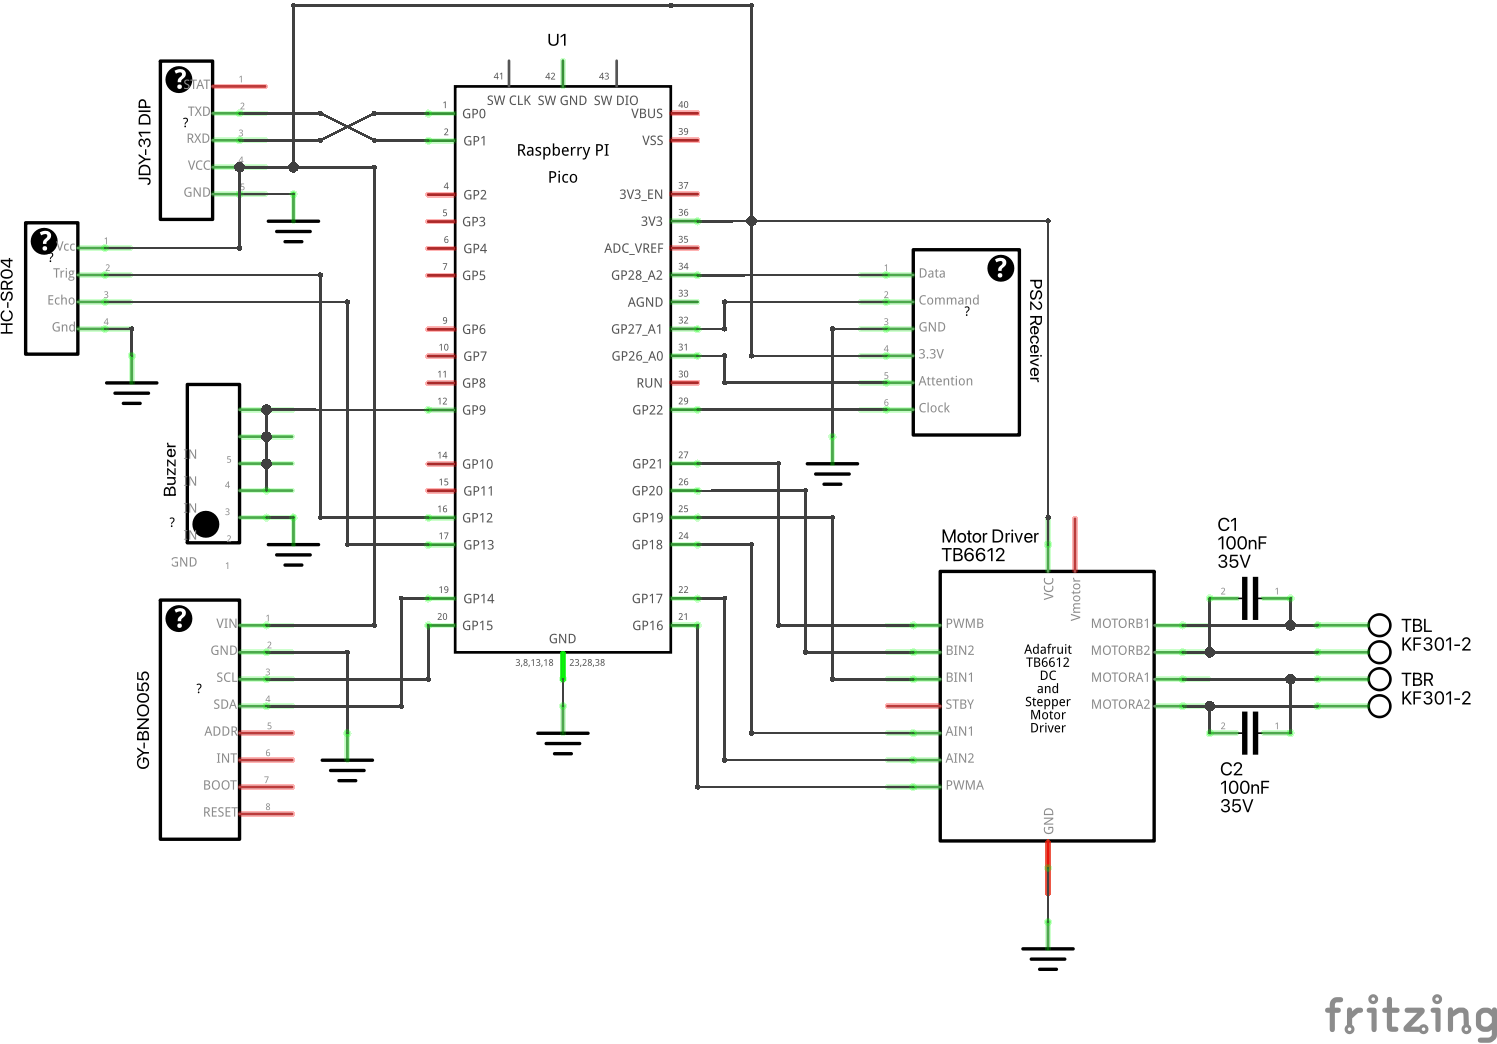 U1
41
42
43
SW CLK
SW GND
SW DIO
Raspberry PI
Pico
1
GP0
2
GP1
4
GP2
5
GP3
6
GP4
7
GP5
9
GP6
10
GP7
11
GP8
12
GP9
14
GP10
15
GP11
16
GP12
17
GP13
19
GP14
20
GP15
VBUS
40
VSS
39
3V3_EN
37
3V3
36
ADC_VREF
35
GP28_A2
34
AGND
33
GP27_A1
32
GP26_A0
31
RUN
30
GP22
29
GP21
27
GP20
26
GP19
25
GP18
24
GP17
22
GP16
21
GND
3,8,13,18
23,28,38
JDY-31 DIP
?
STAT
1
TXD
2
?
RXD
3
VCC
4
GND
5
HC-SR04
?
Vcc
1
?
Trig
2
Echo
3
Gnd
4
Buzzer
IN
5
IN
4
IN
3
?
IN
2
GND
1
GY-BNO055
?
VIN
1
GND
2
SCL
3
?
SDA
4
ADDR
5
INT
6
BOOT
7
RESET
8
PS2 Receiver
?
1
Data
2
Command
?
3
GND
4
3.3V
5
Attention
6
Clock
Motor Driver
TB6612
VCC
Vmotor
PWMB
BIN2
BIN1
STBY
AIN1
AIN2
PWMA
Adafruit
TB6612
DC
and
Stepper
Motor
Driver
MOTORB1
MOTORB2
MOTORA1
MOTORA2
GND
C1
100nF
35V
2
1
TBL
KF301-2
TBR
KF301-2
2
1
C2
100nF
35V
fritzing